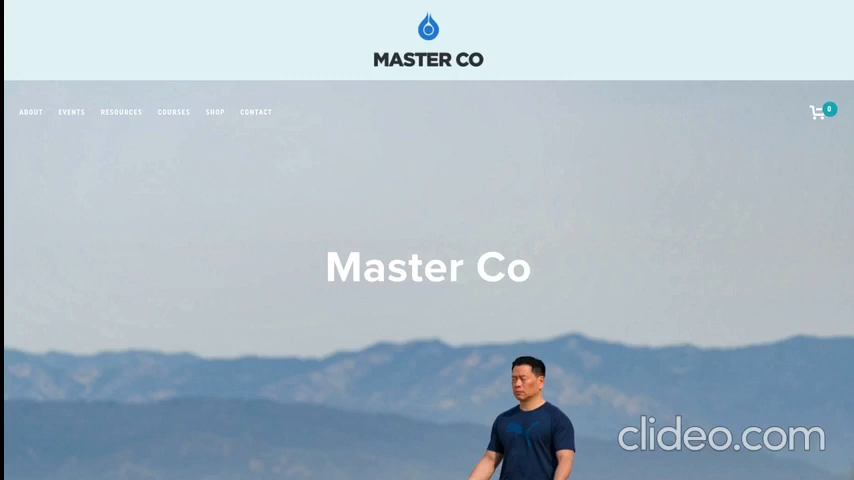 MASTER CO
ABOUT EVENTS RESOURCES COURSES SHOP CONTACT
0
Master Co
clideo.com